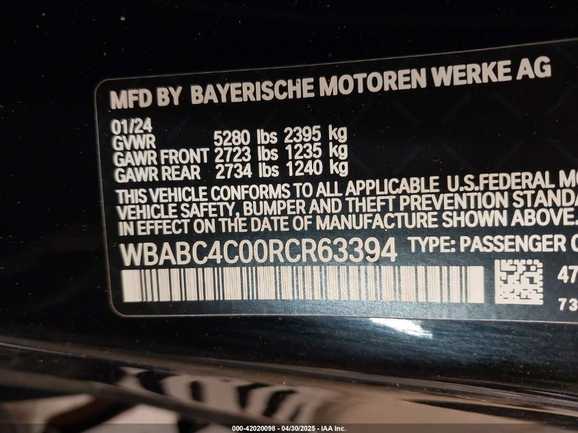 MFD BY BAYERISCHE MOTOREN WERKE AG
01/24
GVWR 5280 lbs 2395 kg
GAWR FRONT 2723 lbs 1235 kg
GAWR REAR 2734 lbs 1240 kg
THIS VEHICLE CONFORMS TO ALL APPLICABLE U.S.FEDERAL MO
VEHICLE SAFETY, BUMPER AND THEFT PREVENTION STANDA
IN EFFECT ON THE DATE OF MANUFACTURE SHOWN ABOVE.
WBABC4C00RCR63394 TYPE: PASSENGER C
47
73
000-42020098 - 04/30/2025 - IAA Inc.